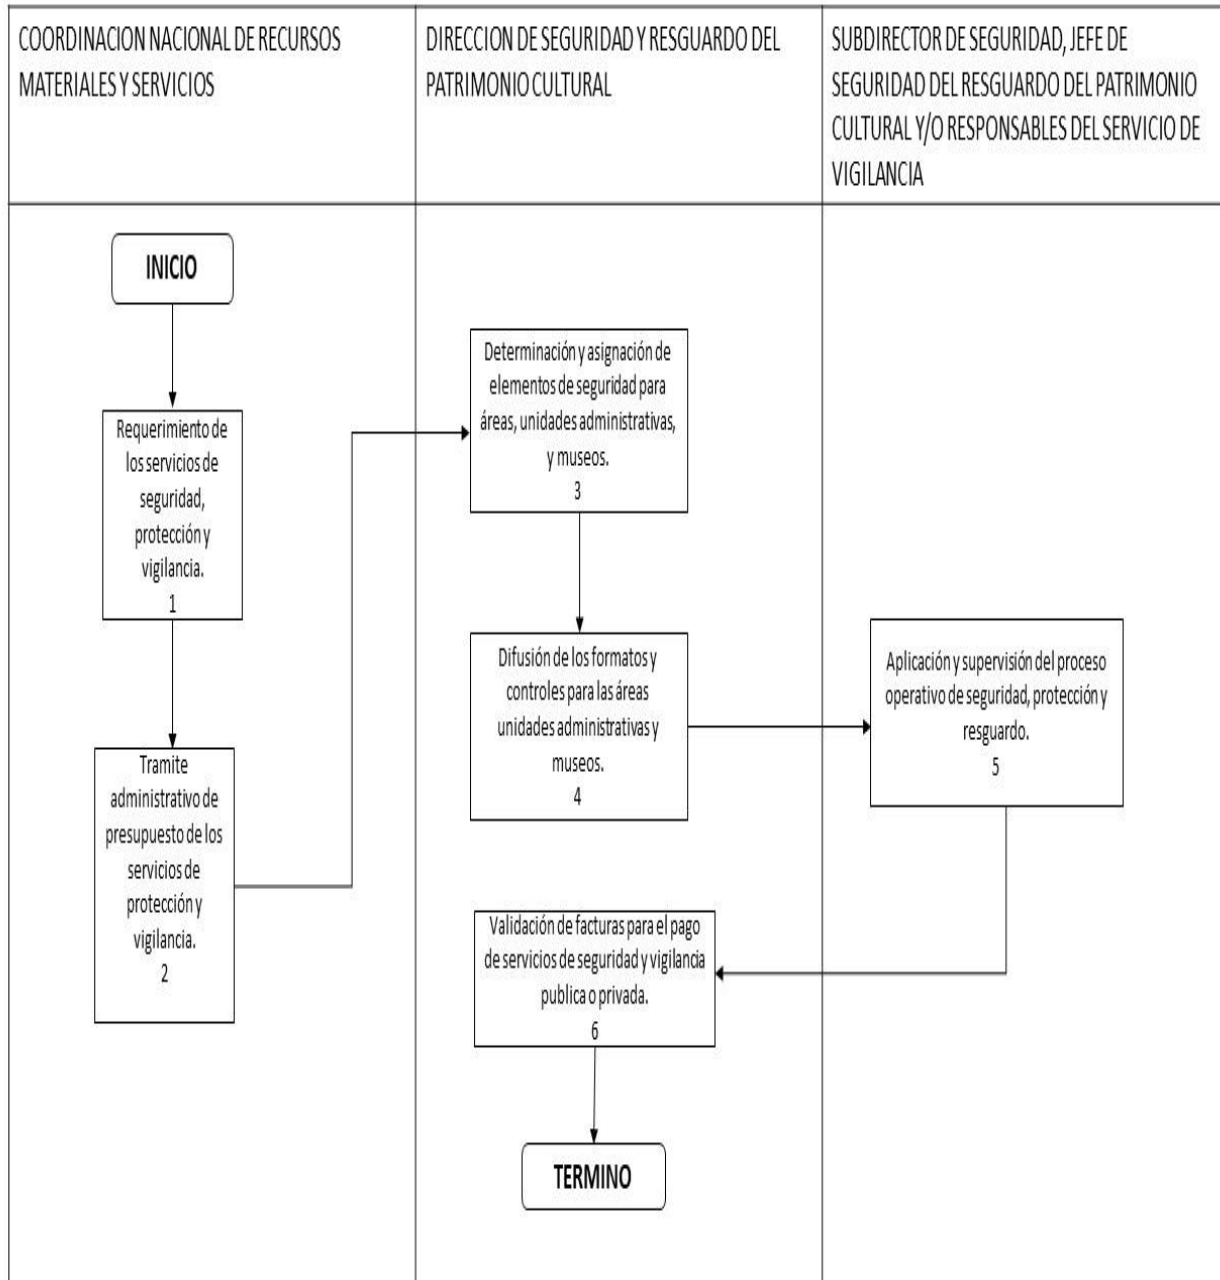 COORDINACION NACIONAL DE RECURSOS
MATERIALES Y SERVICIOS
DIRECCION DE SEGURIDAD Y RESGUARDO DEL
PATRIMONIO CULTURAL
SUBDIRECTOR DE SEGURIDAD, JEFE DE
SEGURIDAD DEL RESGUARDO DEL PATRIMONIO
CULTURAL Y/O RESPONSABLES DEL SERVICIO DE
VIGILANCIA
INICIO
Requerimiento de
los servicios de
seguridad,
protección y
vigilancia.
1
Tramite
administrativo de
presupuesto de los
servicios de
protección y
vigilancia.
2
Determinación y asignación de
elementos de seguridad para
áreas, unidades administrativas,
y museos.
3
Difusión de los formatos y
controles para las áreas
unidades administrativas y
museos.
4
Aplicación y supervisión del proceso
operativo de seguridad, protección y
resguardo.
5
Validación de facturas para el pago
de servicios de seguridad y vigilancia
publica o privada.
6
TERMINO